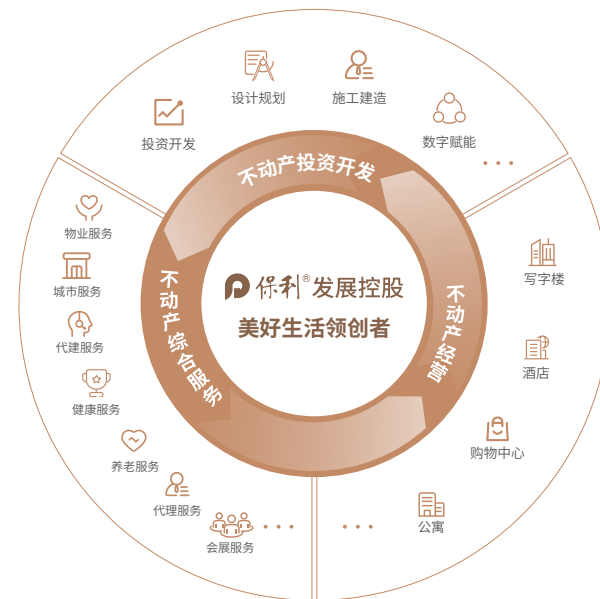 设计规划
施工建造
投资开发
数字赋能
不动产投资开发
物业服务
城市服务
代建服务
健康服务
养老服务
代理服务
会展服务
不动产综合服务
保利®发展控股
美好生活领创者
不动产经营
写字楼
酒店
购物中心
公寓